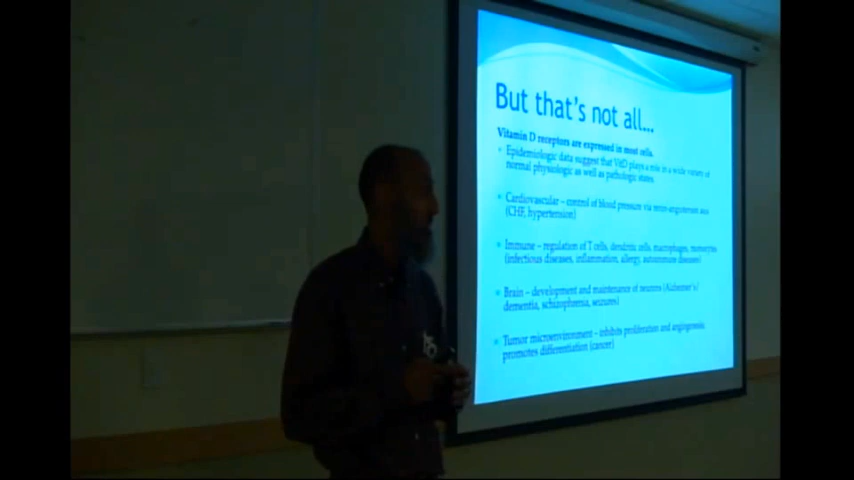 But that's not all...
Vitamin D receptors are expressed in most cells.
Epidemiologic data suggest that VitD plays a role in a wide variety of
normal physiologic as well as pathologic states.
Cardiovascular – control of blood pressure via renin-angiotensin axis
(CHF, hypertension)
Immune – regulation of T cells, dendritic cells, macrophages, monocytes
(infectious diseases, inflammation, allergy, autoimmune diseases)
Brain – development and maintenance of neurons (Alzheimer's/
dementia, schizophrenia, seizures)
Tumor microenvironment – inhibits proliferation and angiogenesis
promotes differentiation (cancer)